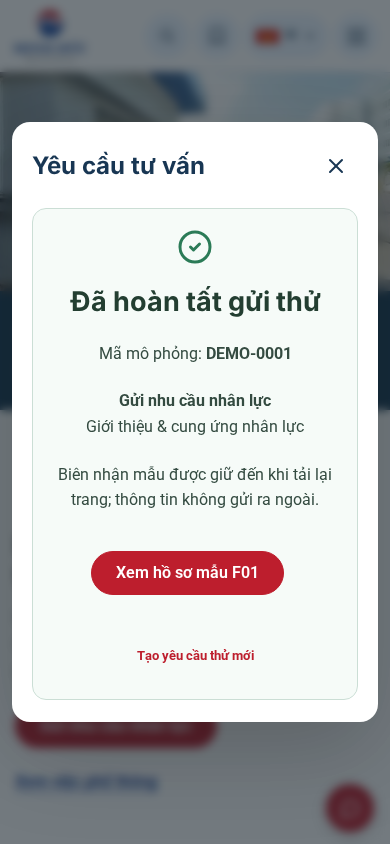 Yêu cầu tư vấn
Đã hoàn tất gửi thử
Mã mô phỏng: DEMO-0001
Gửi nhu cầu nhân lực
Giới thiệu & cung ứng nhân lực
Biên nhận mẫu được giữ đến khi tải lại
trang; thông tin không gửi ra ngoài.
Xem hồ sơ mẫu F01
Tạo yêu cầu thử mới